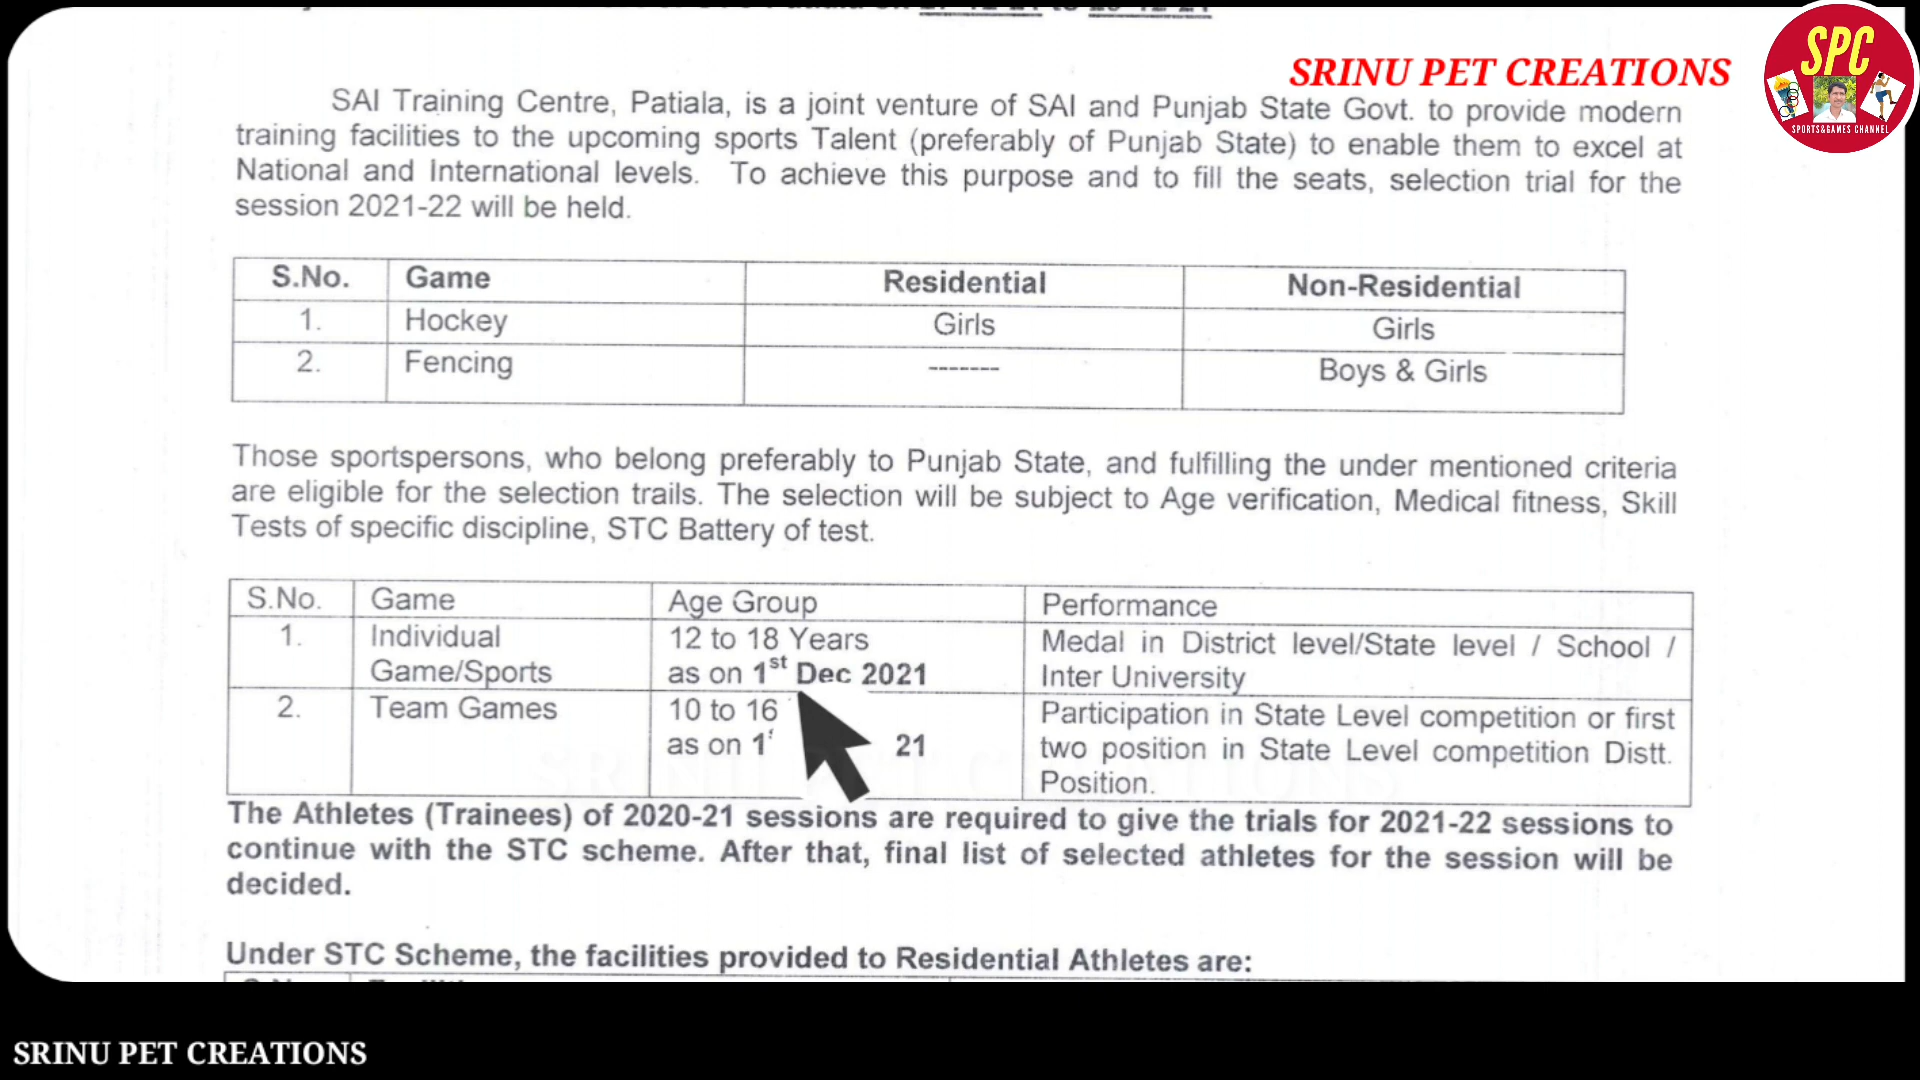 SRINU PET CREATIONS
SPC
SPORTS&GAMES CHANNEL
SAI Training Centre, Patiala, is a joint venture of SAI and Punjab State Govt. to provide modern
training facilities to the upcoming sports Talent (preferably of Punjab State) to enable them to excel at
National and International levels. To achieve this purpose and to fill the seats, selection trial for the
session 2021-22 will be held.
S.No. Game Residential Non-Residential
1. Hockey Girls Girls
2. Fencing ------- Boys & Girls
Those sportspersons, who belong preferably to Punjab State, and fulfilling the under mentioned criteria
are eligible for the selection trails. The selection will be subject to Age verification, Medical fitness, Skill
Tests of specific discipline, STC Battery of test.
S.No. Game Age Group Performance
1. Individual 12 to 18 Years Medal in District level/State level / School /
Game/Sports as on 1st Dec 2021 Inter University
2. Team Games 10 to 16 Participation in State Level competition or first
as on 1 21 two position in State Level competition Distt.
Position.
The Athletes (Trainees) of 2020-21 sessions are required to give the trials for 2021-22 sessions to
continue with the STC scheme. After that, final list of selected athletes for the session will be
decided.
Under STC Scheme, the facilities provided to Residential Athletes are:
SRINU PET CREATIONS